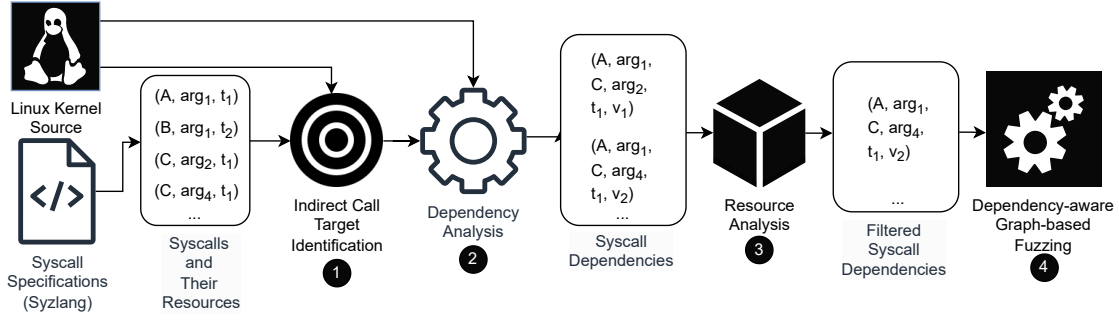 Linux Kernel
Source
</>
Syscall
Specifications
(Syzlang)
(A, arg1, t1)
(B, arg1, t2)
(C, arg2, t1)
(C, arg4, t1)
...
Syscalls
and
Their
Resources
Indirect Call
Target
Identification
1
Dependency
Analysis
2
(A, arg1,
C, arg2,
t1, v1)
(A, arg1,
C, arg4,
t1, v2)
...
Syscall
Dependencies
Resource
Analysis
3
(A, arg1,
C, arg4,
t1, v2)
...
Filtered
Syscall
Dependencies
Dependency-aware
Graph-based
Fuzzing
4